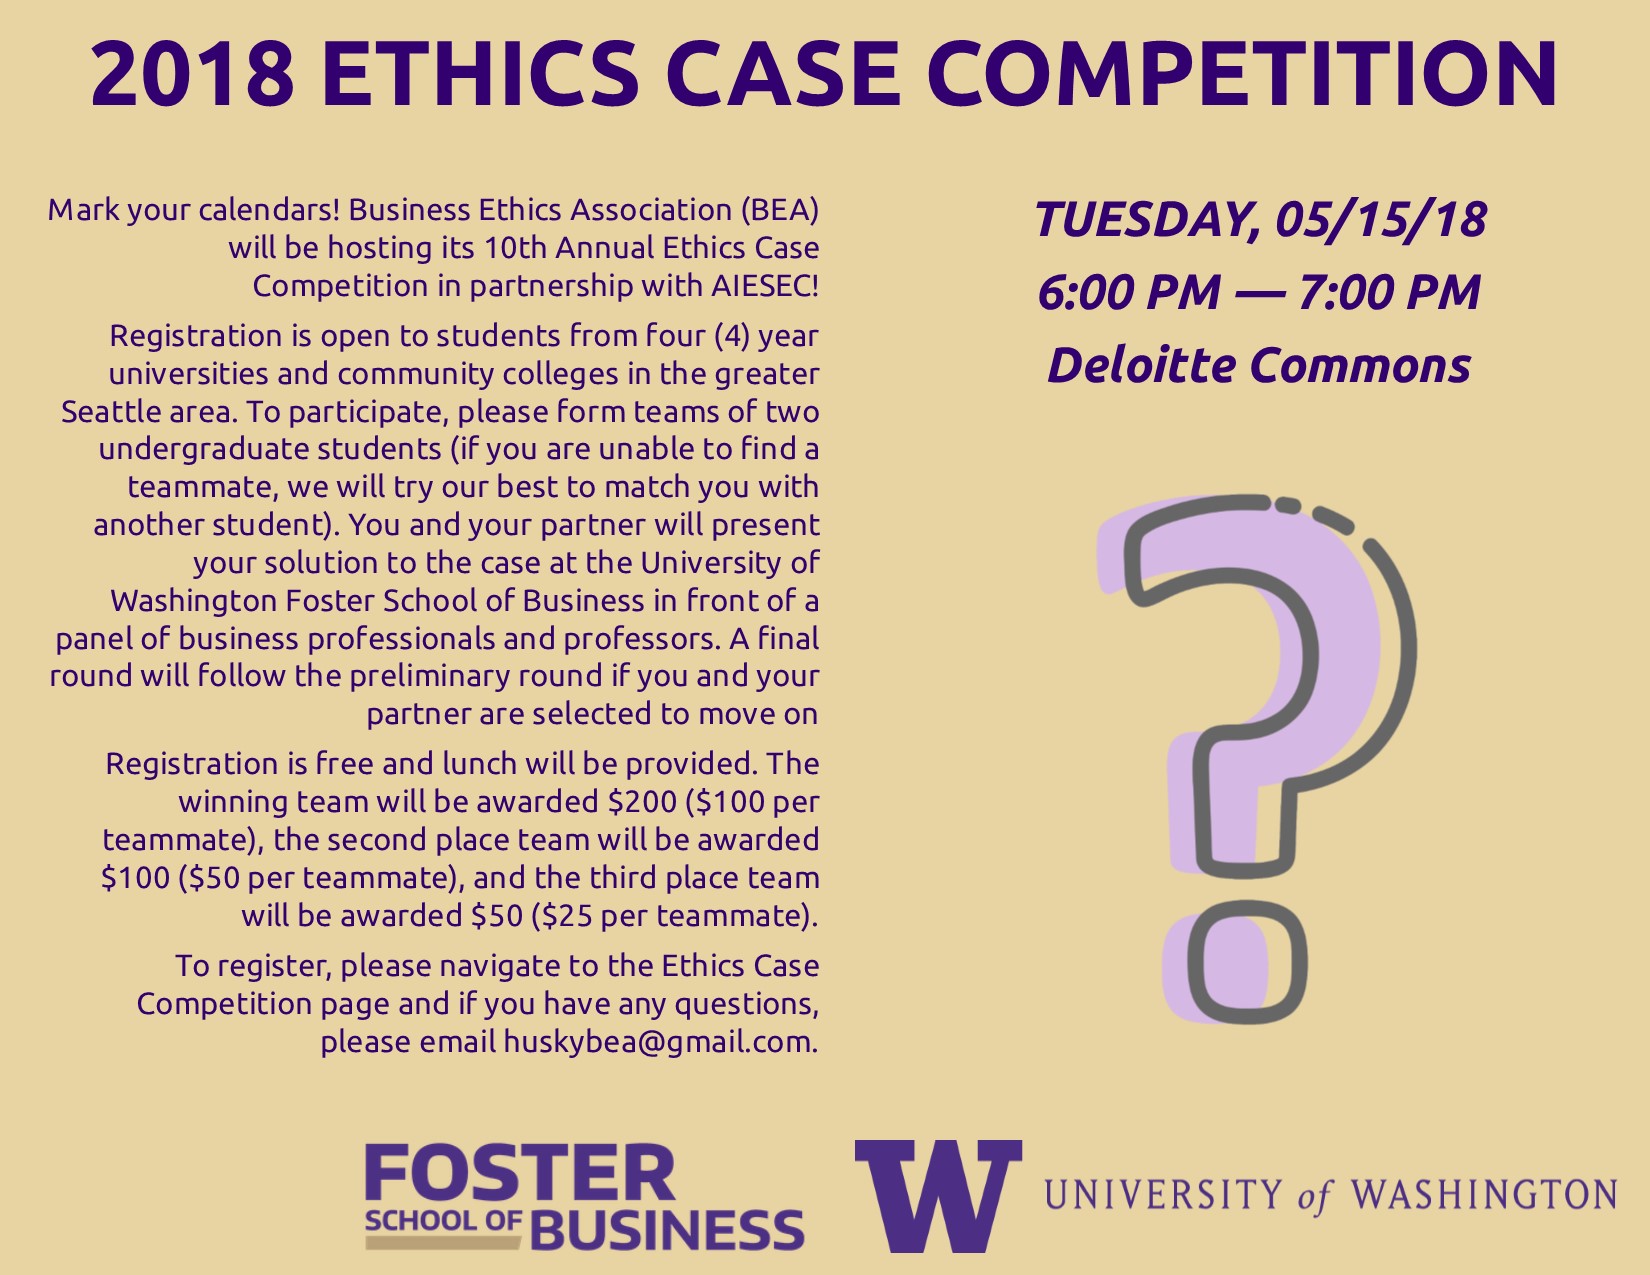 2018 ETHICS CASE COMPETITION
Mark your calendars! Business Ethics Association (BEA)
will be hosting its 10th Annual Ethics Case
Competition in partnership with AIESEC!
Registration is open to students from four (4) year
universities and community colleges in the greater
Seattle area. To participate, please form teams of two
undergraduate students (if you are unable to find a
teammate, we will try our best to match you with
another student). You and your partner will present
your solution to the case at the University of
Washington Foster School of Business in front of a
panel of business professionals and professors. A final
round will follow the preliminary round if you and your
partner are selected to move on
Registration is free and lunch will be provided. The
winning team will be awarded $200 ($100 per
teammate), the second place team will be awarded
$100 ($50 per teammate), and the third place team
will be awarded $50 ($25 per teammate).
To register, please navigate to the Ethics Case
Competition page and if you have any questions,
please email huskybea@gmail.com.
TUESDAY, 05/15/18
6:00 PM — 7:00 PM
Deloitte Commons
?
FOSTER
SCHOOL OF BUSINESS
W UNIVERSITY of WASHINGTON